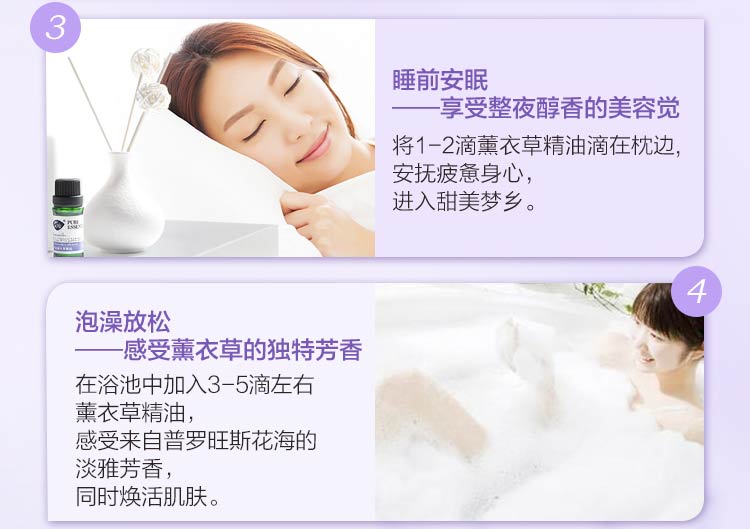 3
睡前安眠
——享受整夜醇香的美容觉
将1-2滴薰衣草精油滴在枕边,
安抚疲惫身心,
进入甜美梦乡。
PURE
ESSENC
4
泡澡放松
——感受薰衣草的独特芳香
在浴池中加入3-5滴左右
薰衣草精油,
感受来自普罗旺斯花海的
淡雅芳香,
同时焕活肌肤。